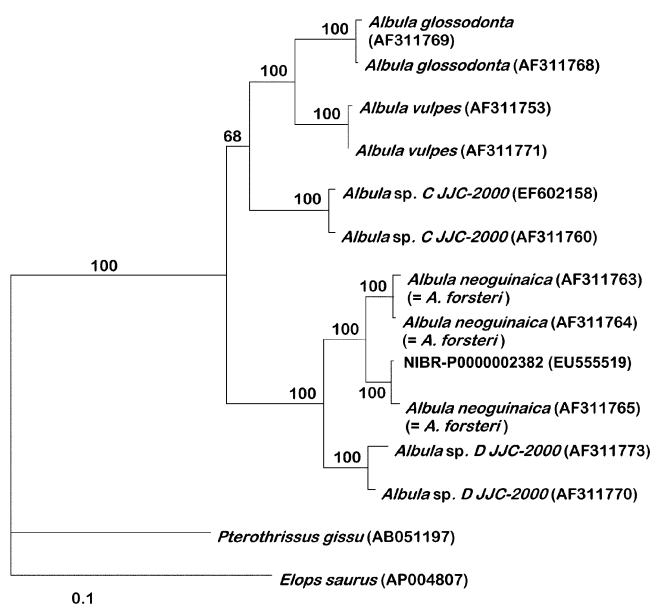 100
Albula glossodonta
(AF311769)
Albula glossodonta (AF311768)
100
100
Albula vulpes (AF311753)
Albula vulpes (AF311771)
68
100
Albula sp. C JJC-2000 (EF602158)
Albula sp. C JJC-2000 (AF311760)
100
100
Albula neoguinaica (AF311763)
(= A. forsteri )
100
Albula neoguinaica (AF311764)
(= A. forsteri )
NIBR-P0000002382 (EU555519)
100
100
Albula neoguinaica (AF311765)
(= A. forsteri )
100
Albula sp. D JJC-2000 (AF311773)
Albula sp. D JJC-2000 (AF311770)
Pterothrissus gissu (AB051197)
Elops saurus (AP004807)
0.1